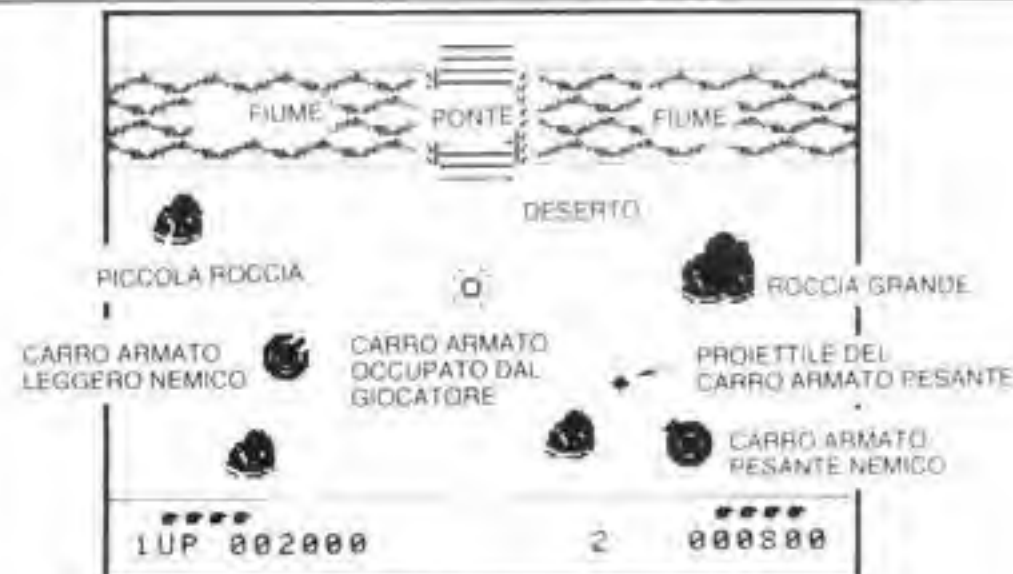 FIUME PONTE FIUME
DESERTO
PICCOLA ROCCIA
ROCCIA GRANDE
CARRO ARMATO
LEGGERO NEMICO
CARRO ARMATO
OCCUPATO DAL
GIOCATORE
PROIETTILE DEL
CARRO ARMATO PESANTE
CARRO ARMATO
PESANTE NEMICO
1UP 002000 2 000800